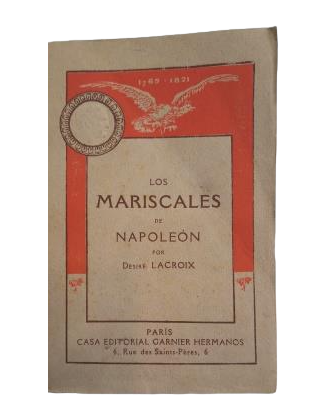 1769 - 1821
LOS
MARISCALES
DE
NAPOLEÓN
POR
Désiré LACROIX
PARÍS
CASA EDITORIAL GARNIER HERMANOS
6, Rue des Saints-Pères, 6